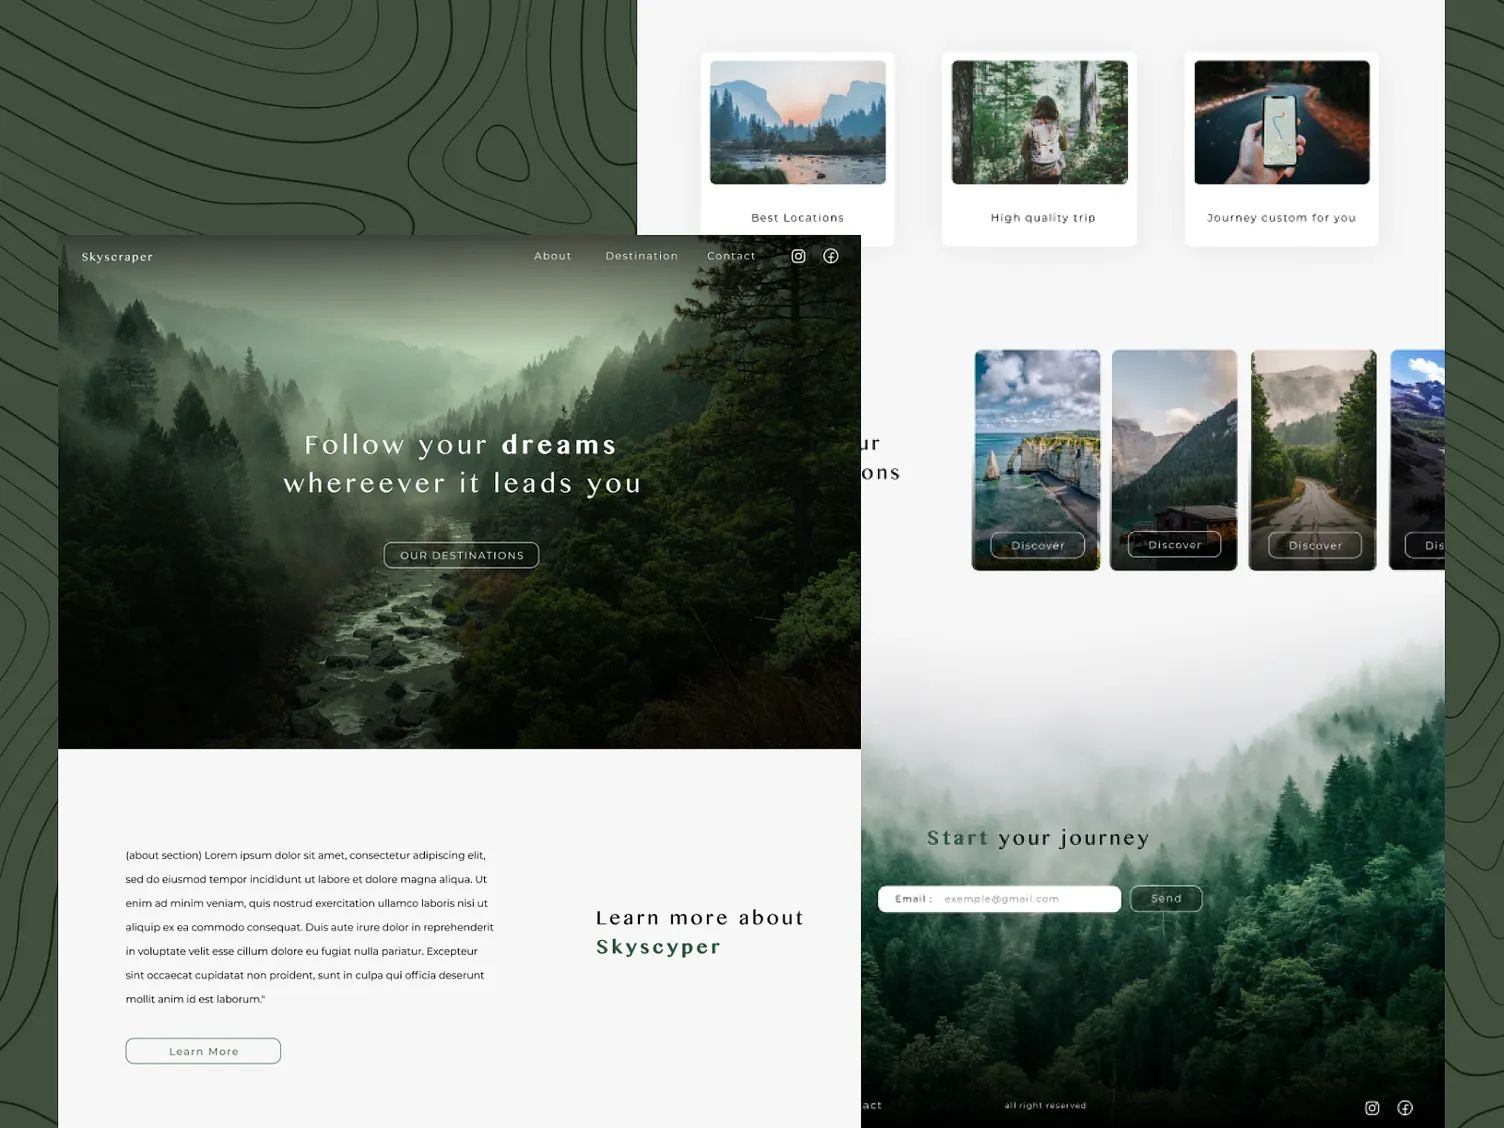 Best Locations
High quality trip
Journey custom for you
Skyscraper
About
Destination
Contact
Follow your dreams
whereever it leads you
OUR DESTINATIONS
ur
ons
Discover
Discover
Discover
Dis
(about section) Lorem ipsum dolor sit amet, consectetur adipiscing elit,
sed do eiusmod tempor incididunt ut labore et dolore magna aliqua. Ut
enim ad minim veniam, quis nostrud exercitation ullamco laboris nisi ut
aliquip ex ea commodo consequat. Duis aute irure dolor in reprehenderit
in voluptate velit esse cillum dolore eu fugiat nulla pariatur. Excepteur
sint occaecat cupidatat non proident, sunt in culpa qui officia deserunt
mollit anim id est laborum."
Learn More
Learn more about
Skyscyper
Start your journey
Email :
exemple@gmail.com
Send
act
all right reserved